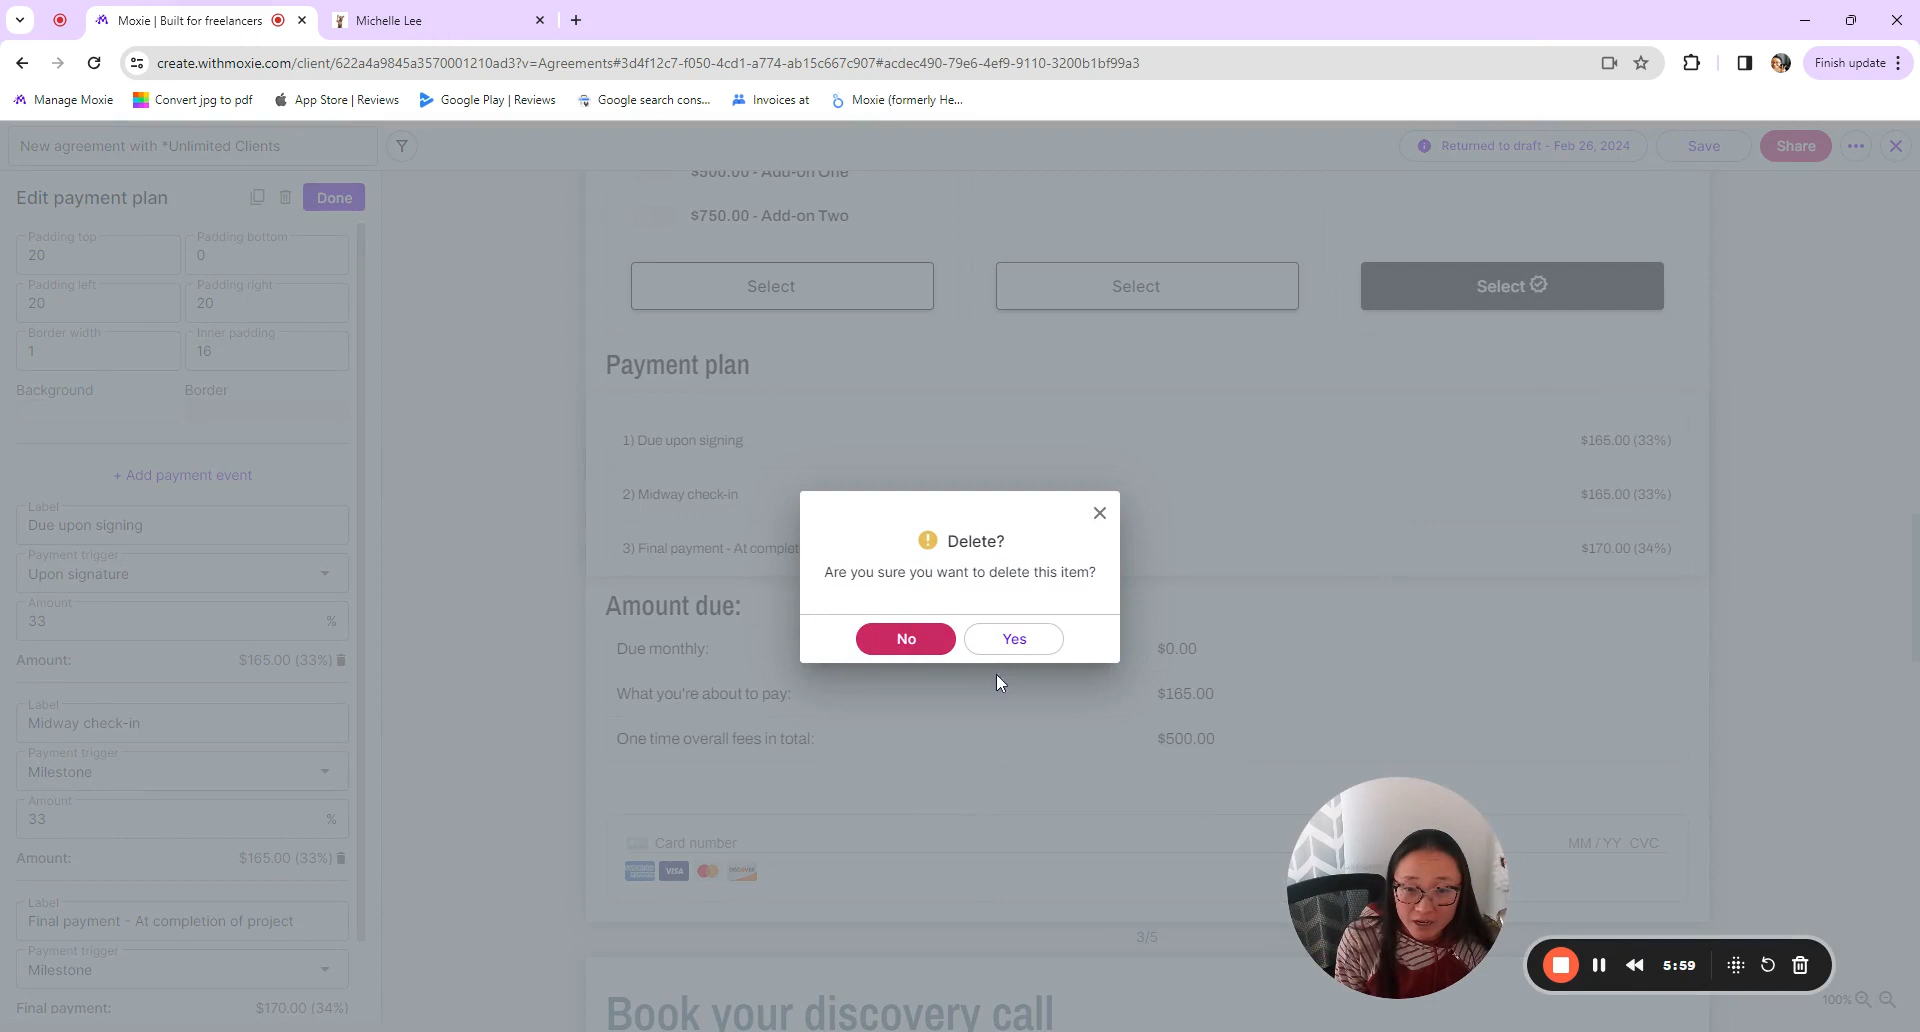 Moxie | Built for freelancers
Michelle Lee
create.withmoxie.com/client/622a4a9845a3570001210ad3?v=Agreements#3d4f12c7-f050-4cd1-a774-ab15c667c907#acdec490-79e6-4ef9-9110-3200b1bf99a3
Finish update
Manage Moxie
Convert jpg to pdf
App Store | Reviews
Google Play | Reviews
Google search cons...
Invoices at
Moxie (formerly He...
New agreement with *Unlimited Clients
Returned to draft - Feb 26, 2024
Save
Share
Edit payment plan
Done
Padding top
20
Padding bottom
0
Padding left
20
Padding right
20
Border width
1
Inner padding
16
Background
Border
+ Add payment event
Label
Due upon signing
Payment trigger
Upon signature
Amount
33 %
Amount: $165.00 (33%)
Label
Midway check-in
Payment trigger
Milestone
Amount
33 %
Amount: $165.00 (33%)
Label
Final payment - At completion of project
Payment trigger
Milestone
Final payment: $170.00 (34%)
$500.00 - Add-on One
$750.00 - Add-on Two
Select
Select
Select
Payment plan
1) Due upon signing $165.00 (33%)
2) Midway check-in $165.00 (33%)
3) Final payment - At complet $170.00 (34%)
Delete?
Are you sure you want to delete this item?
No
Yes
Amount due:
Due monthly: $0.00
What you're about to pay: $165.00
One time overall fees in total: $500.00
Card number MM / YY CVC
VISA
DISCOVER
3/5
Book your discovery call
5:59
100%